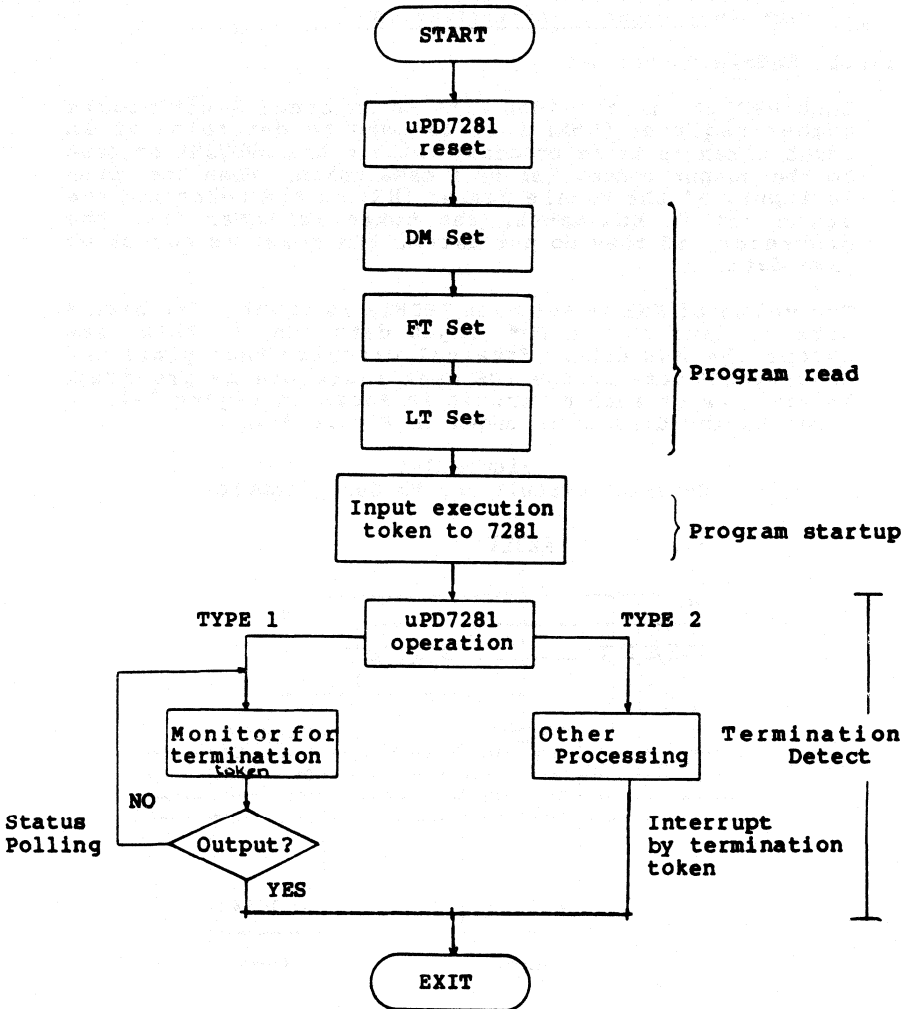 START
uPD7281
reset
DM Set
FT Set
LT Set
Program read
Input execution
token to 7281
Program startup
TYPE 1
uPD7281
operation
TYPE 2
Monitor for
termination
token
Other
Processing
Termination
Detect
NO
Status
Polling
Output?
Interrupt
by termination
token
YES
EXIT